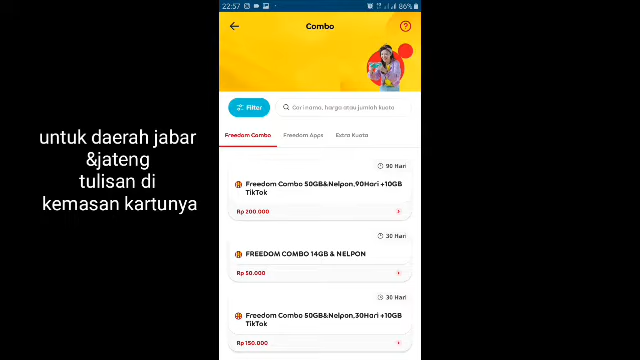 22:57
86%
Combo
untuk daerah jabar
&jateng
tulisan di
kemasan kartunya
Filter
Cari nama, harga atau jumlah kuota
Freedom Combo
Freedom Apps
Extra Kuota
90 Hari
Freedom Combo 50GB&Nelpon,90Hari +10GB
TikTok
Rp 200.000
30 Hari
FREEDOM COMBO 14GB & NELPON
Rp 50.000
30 Hari
Freedom Combo 50GB&Nelpon,30Hari +10GB
TikTok
Rp 150.000